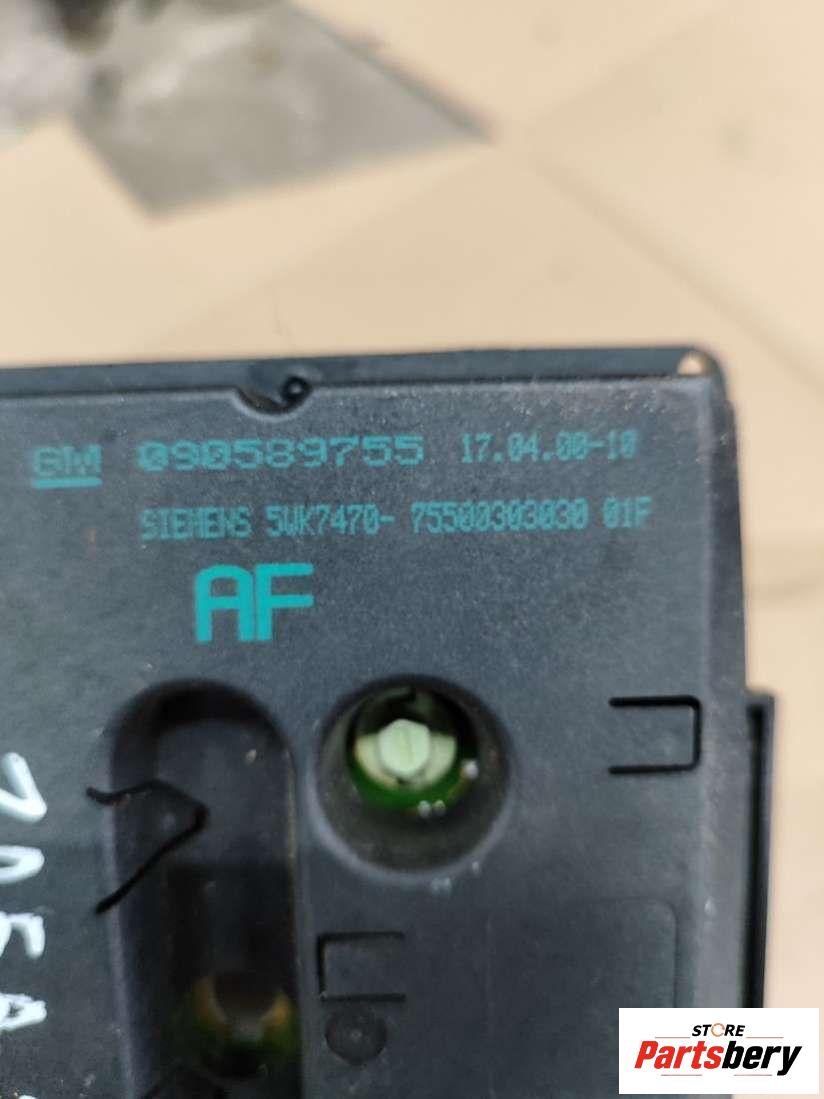 GM 090589755 17.04.00-10
SIEMENS 5WK7470- 75500303030 01F
AF
STORE
Partsbery